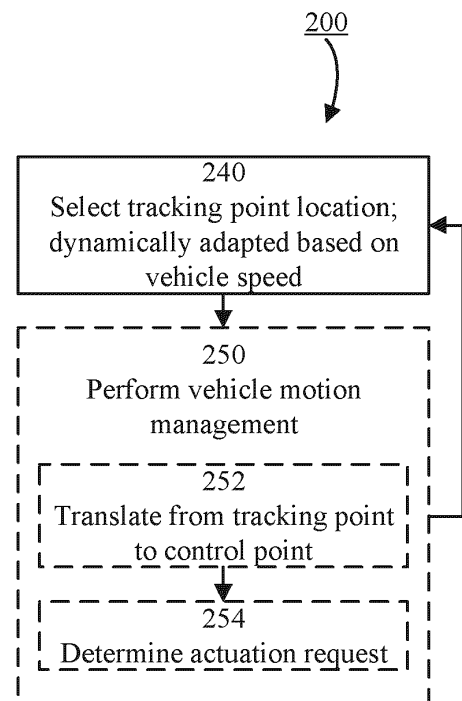 200
240
Select tracking point location;
dynamically adapted based on
vehicle speed
250
Perform vehicle motion
management
252
Translate from tracking point
to control point
254
Determine actuation request